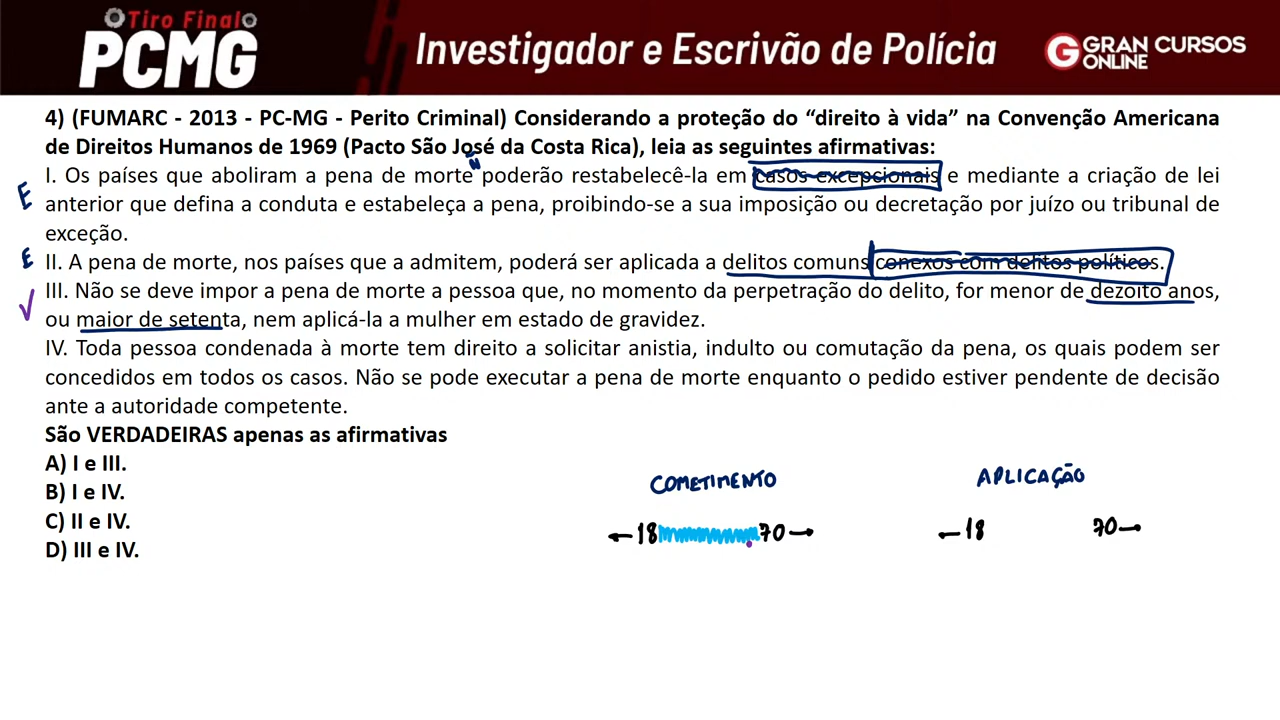 Tiro Final
PCMG
Investigador e Escrivão de Polícia
GRAN CURSOS
ONLINE
4) (FUMARC - 2013 - PC-MG - Perito Criminal) Considerando a proteção do “direito à vida” na Convenção Americana
de Direitos Humanos de 1969 (Pacto São José da Costa Rica), leia as seguintes afirmativas:
N
I. Os países que aboliram a pena de morte poderão restabelecê-la em casos excepcionais e mediante a criação de lei
E
anterior que defina a conduta e estabeleça a pena, proibindo-se a sua imposição ou decretação por juízo ou tribunal de
exceção.
E II. A pena de morte, nos países que a admitem, poderá ser aplicada a delitos comuns conexos com delitos políticos.
III. Não se deve impor a pena de morte a pessoa que, no momento da perpetração do delito, for menor de dezoito anos,
ou maior de setenta, nem aplicá-la a mulher em estado de gravidez.
IV. Toda pessoa condenada à morte tem direito a solicitar anistia, indulto ou comutação da pena, os quais podem ser
concedidos em todos os casos. Não se pode executar a pena de morte enquanto o pedido estiver pendente de decisão
ante a autoridade competente.
São VERDADEIRAS apenas as afirmativas
A) I e III.
B) I e IV.
C) II e IV.
D) III e IV.
COMETIMENTO APLICAÇÃO
18 70 18 70